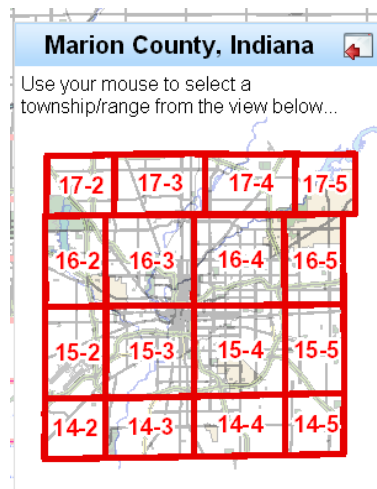 Marion County, Indiana
Use your mouse to select a
township/range from the view below...
17-2 17-3 17-4 17-5
16-2 16-3 16-4 16-5
15-2 15-3 15-4 15-5
14-2 14-3 14-4 14-5